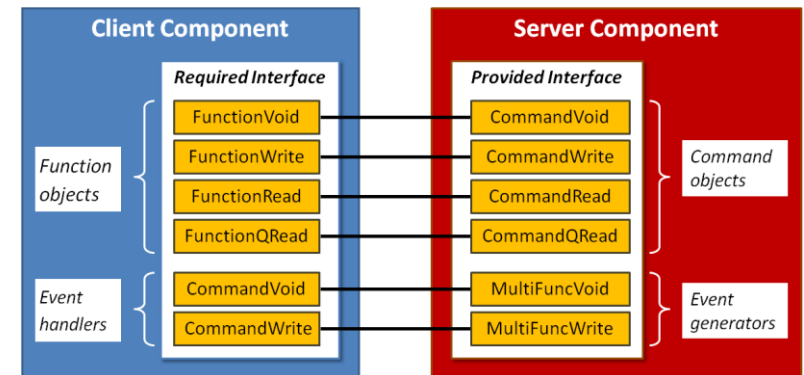 Client Component
Server Component
Required Interface
Provided Interface
FunctionVoid
CommandVoid
FunctionWrite
CommandWrite
Function
objects
Command
objects
FunctionRead
CommandRead
FunctionQRead
CommandQRead
CommandVoid
MultiFuncVoid
Event
handlers
Event
generators
CommandWrite
MultiFuncWrite